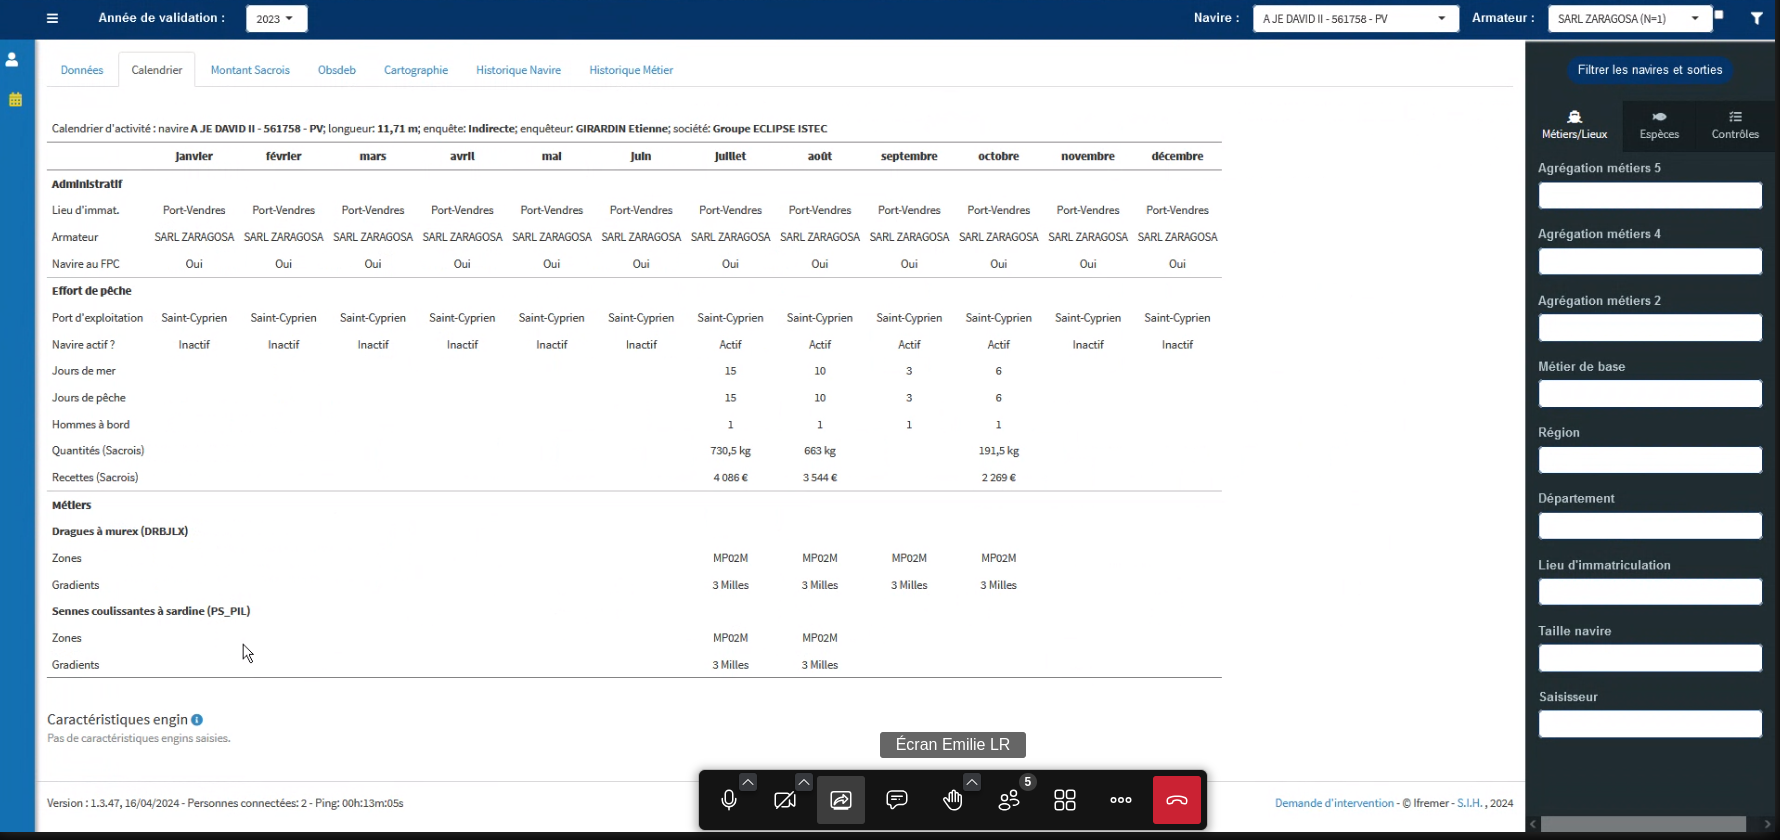 Année de validation : 2023 Navire : A JE DAVID II - 561758 - PV Armateur : SARL ZARAGOSA (N=1)
Données Calendrier Montant Sacrois Obsdeb Cartographie Historique Navire Historique Métier
Calendrier d'activité : navire A JE DAVID II - 561758 - PV; longueur: 11,71 m; enquête: Indirecte; enquêteur: GIRARDIN Etienne; société: Groupe ECLIPSE ISTEC
janvier février mars avril mai juin juillet août septembre octobre novembre décembre
Administratif
Lieu d'immat. Port-Vendres Port-Vendres Port-Vendres Port-Vendres Port-Vendres Port-Vendres Port-Vendres Port-Vendres Port-Vendres Port-Vendres Port-Vendres Port-Vendres
Armateur SARL ZARAGOSA SARL ZARAGOSA SARL ZARAGOSA SARL ZARAGOSA SARL ZARAGOSA SARL ZARAGOSA SARL ZARAGOSA SARL ZARAGOSA SARL ZARAGOSA SARL ZARAGOSA SARL ZARAGOSA SARL ZARAGOSA
Navire au FPC Oui Oui Oui Oui Oui Oui Oui Oui Oui Oui Oui Oui
Effort de pêche
Port d'exploitation Saint-Cyprien Saint-Cyprien Saint-Cyprien Saint-Cyprien Saint-Cyprien Saint-Cyprien Saint-Cyprien Saint-Cyprien Saint-Cyprien Saint-Cyprien Saint-Cyprien Saint-Cyprien
Navire actif ? Inactif Inactif Inactif Inactif Inactif Inactif Actif Actif Actif Actif Inactif Inactif
Jours de mer 15 10 3 6
Jours de pêche 15 10 3 6
Hommes à bord 1 1 1 1
Quantités (Sacrois) 730,5 kg 663 kg 191,5 kg
Recettes (Sacrois) 4 086 € 3 544 € 2 269 €
Métiers
Dragues à murex (DRBJLX)
Zones MP02M MP02M MP02M MP02M
Gradients 3 Milles 3 Milles 3 Milles 3 Milles
Sennes coulissantes à sardine (PS_PIL)
Zones MP02M MP02M
Gradients 3 Milles 3 Milles
Caractéristiques engin
Pas de caractéristiques engins saisies.
Filtrer les navires et sorties
Métiers/Lieux Espèces Contrôles
Agrégation métiers 5
Agrégation métiers 4
Agrégation métiers 2
Métier de base
Région
Département
Lieu d'immatriculation
Taille navire
Saisisseur
Écran Emilie LR
5
Version : 1.3.47, 16/04/2024 - Personnes connectées: 2 - Ping: 00h:13m:05s
Demande d'intervention - © Ifremer - S.I.H. , 2024